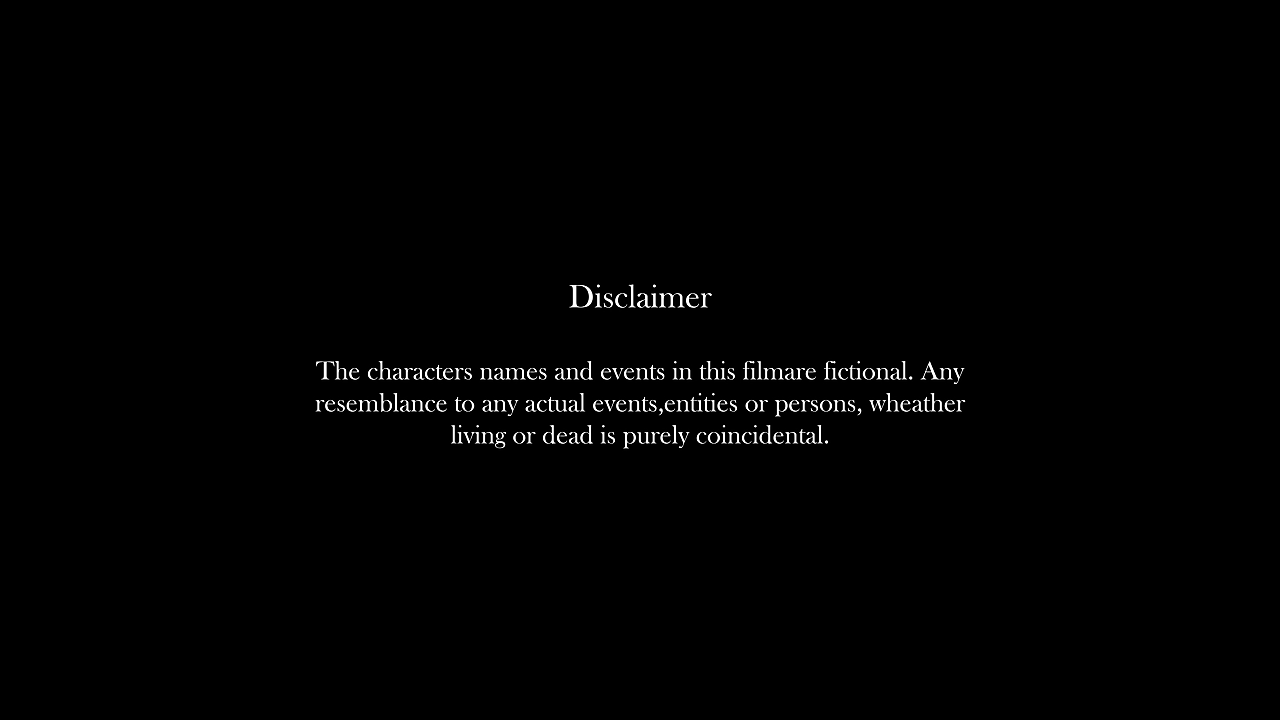 Disclaimer
The characters names and events in this filmare fictional. Any
resemblance to any actual events,entities or persons, wheather
living or dead is purely coincidental.